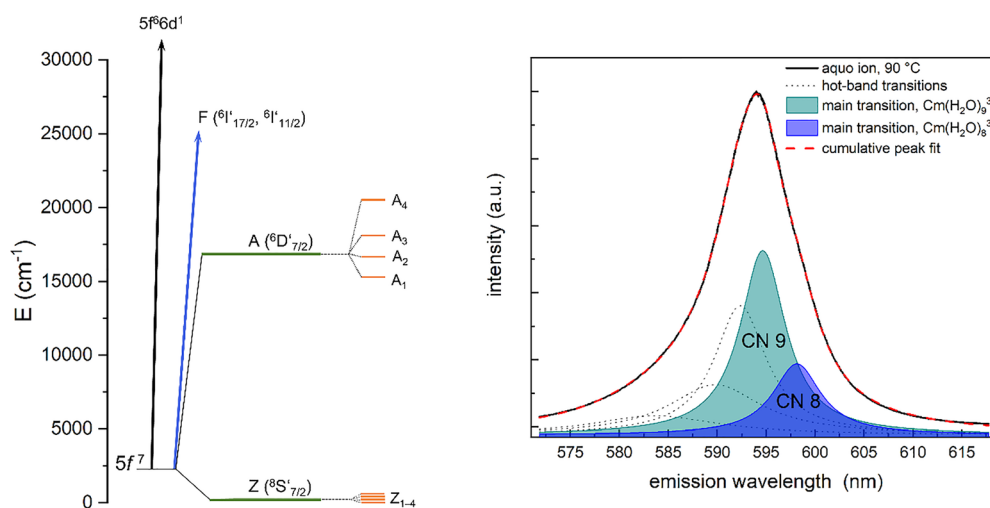 5f⁶6d¹
30000
25000
20000
15000
10000
5000
0
E (cm⁻¹)
F (⁶I'₁₇/₂, ⁶I'₁₁/₂)
A (⁶D'₇/₂)
A₄
A₃
A₂
A₁
5f⁷
Z (⁸S'₇/₂)
Z₁₋₄
aquo ion, 90 °C
hot-band transitions
main transition, Cm(H₂O)₉³
main transition, Cm(H₂O)₈³
cumulative peak fit
intensity (a.u.)
CN 9
CN 8
575 580 585 590 595 600 605 610 615
emission wavelength (nm)